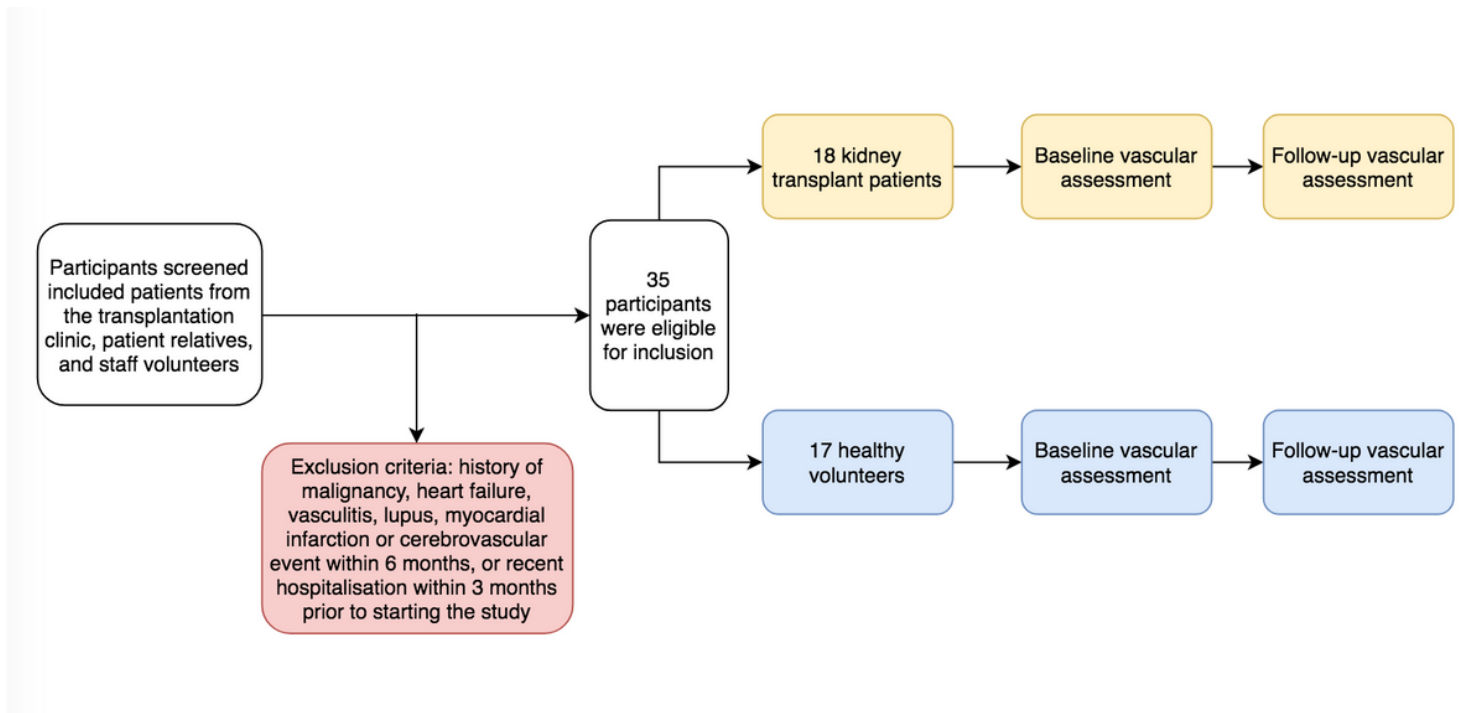 Participants screened
included patients from
the transplantation
clinic, patient relatives,
and staff volunteers
Exclusion criteria: history of
malignancy, heart failure,
vasculitis, lupus, myocardial
infarction or cerebrovascular
event within 6 months, or recent
hospitalisation within 3 months
prior to starting the study
35
participants
were eligible
for inclusion
18 kidney
transplant patients
Baseline vascular
assessment
Follow-up vascular
assessment
17 healthy
volunteers
Baseline vascular
assessment
Follow-up vascular
assessment